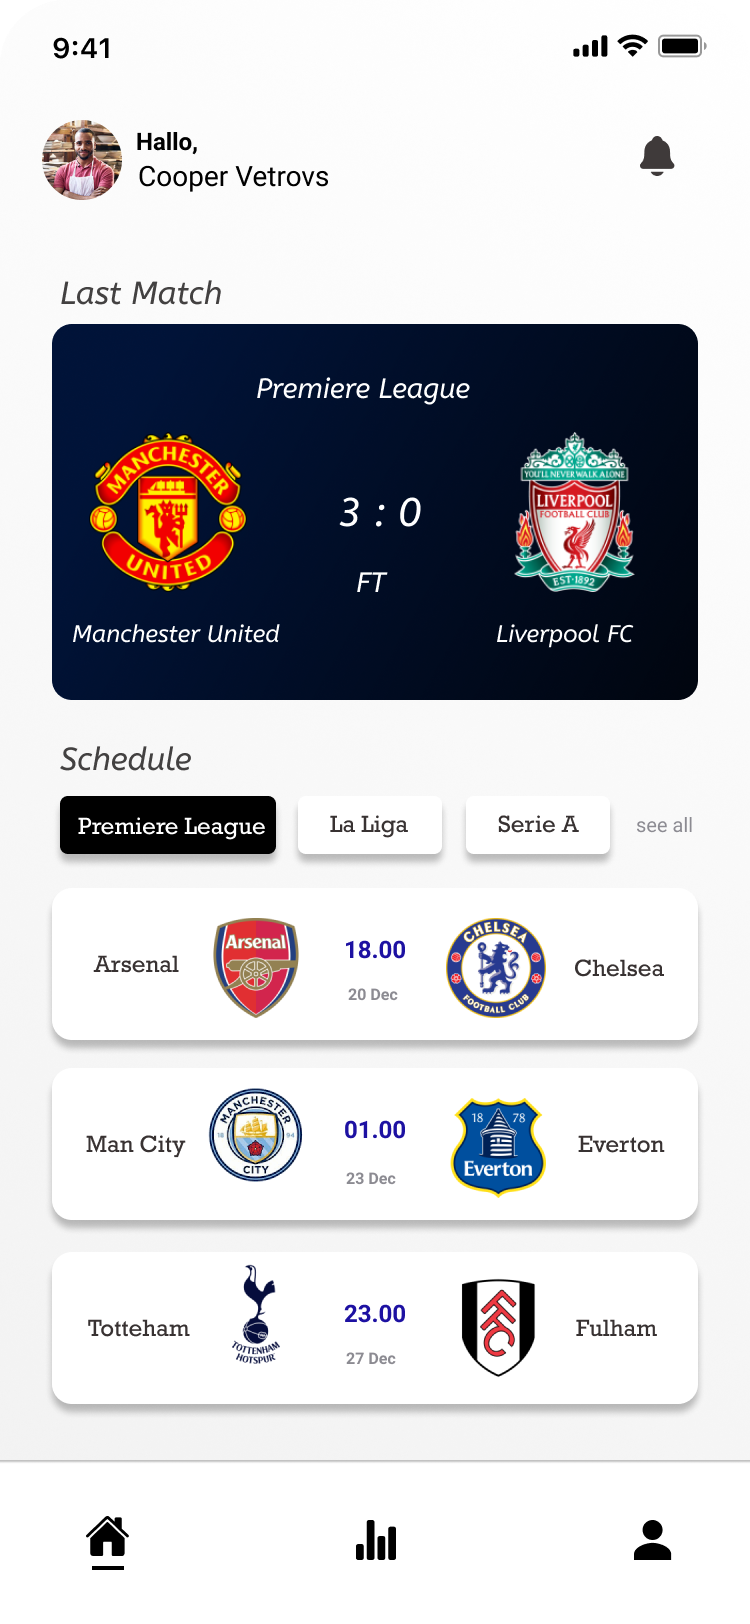 9:41
Hallo,
Cooper Vetrovs
Last Match
Premiere League
MANCHESTER
UNITED
3 : 0
FT
YOU'LL NEVER WALK ALONE
LIVERPOOL
FOOTBALL CLUB
EST·1892
Manchester United
Liverpool FC
Schedule
Premiere League
La Liga
Serie A
see all
Arsenal
Arsenal
18.00
20 Dec
CHELSEA
FOOTBALL CLUB
Chelsea
Man City
MANCHESTER
18 94
CITY
01.00
23 Dec
18 78
Everton
Everton
Totteham
TOTTENHAM
HOTSPUR
23.00
27 Dec
FFC
Fulham